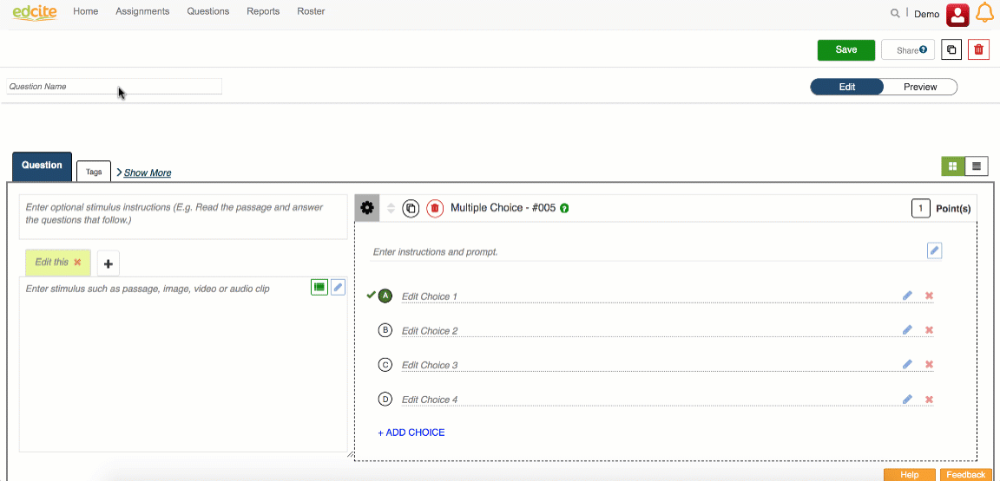 edcite Home Assignments Questions Reports Roster Demo
Save Share ?
Question Name Edit Preview
Question Tags Show More
Enter optional stimulus instructions (E.g. Read the passage and answer
the questions that follow.)
Multiple Choice - #005 ? 1 Point(s)
Edit this
Enter stimulus such as passage, image, video or audio clip
Enter instructions and prompt.
A Edit Choice 1
B Edit Choice 2
C Edit Choice 3
D Edit Choice 4
+ ADD CHOICE
Help Feedback